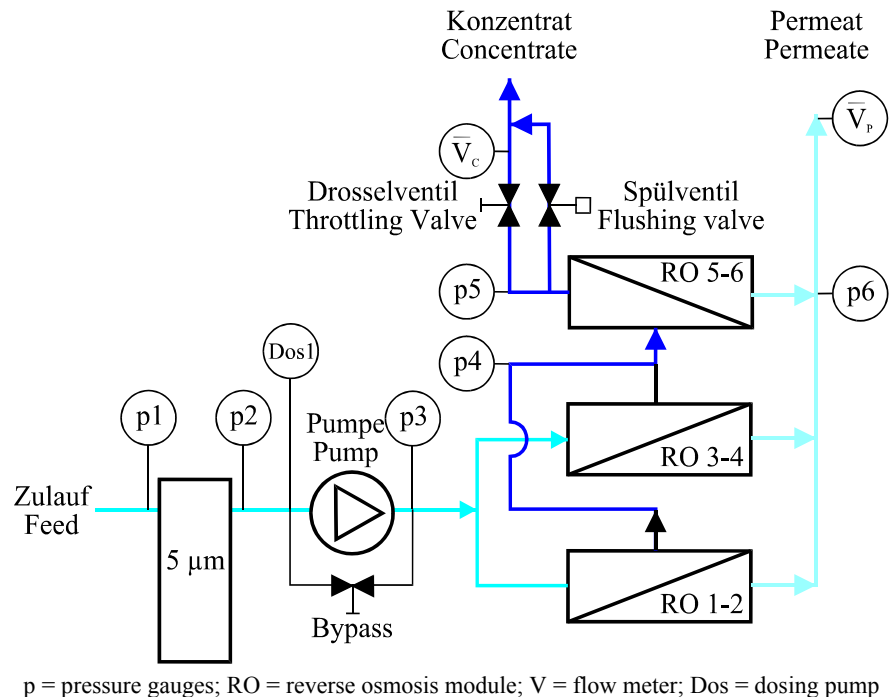 Konzentrat
Concentrate
Permeat
Permeate
V̅C
V̅P
Drosselventil
Throttling Valve
Spülventil
Flushing valve
RO 5-6
p5
p6
Dos1
p4
p1
p2
Pumpe
Pump
p3
RO 3-4
Zulauf
Feed
5 µm
RO 1-2
Bypass
p = pressure gauges; RO = reverse osmosis module; V = flow meter; Dos = dosing pump